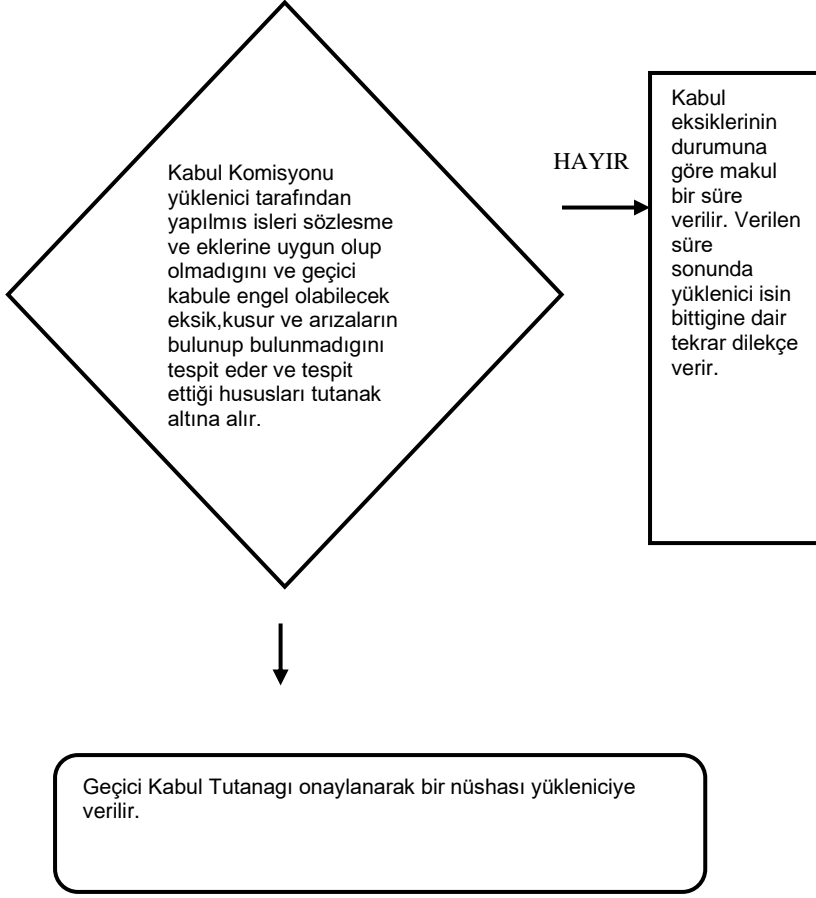 Kabul Komisyonu
yüklenici tarafından
yapılmıs isleri sözlesme
ve eklerine uygun olup
olmadıgını ve geçici
kabule engel olabilecek
eksik,kusur ve arızaların
bulunup bulunmadıgını
tespit eder ve tespit
ettiği hususları tutanak
altına alır.
HAYIR
Kabul
eksiklerinin
durumuna
göre makul
bir süre
verilir. Verilen
süre
sonunda
yüklenici isin
bittigine dair
tekrar dilekçe
verir.
Geçici Kabul Tutanagı onaylanarak bir nüshası yükleniciye
verilir.